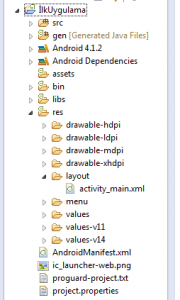 IlkUygulama
src
gen [Generated Java Files]
Android 4.1.2
Android Dependencies
assets
bin
libs
res
drawable-hdpi
drawable-ldpi
drawable-mdpi
drawable-xhdpi
layout
activity_main.xml
menu
values
values-v11
values-v14
AndroidManifest.xml
ic_launcher-web.png
proguard-project.txt
project.properties